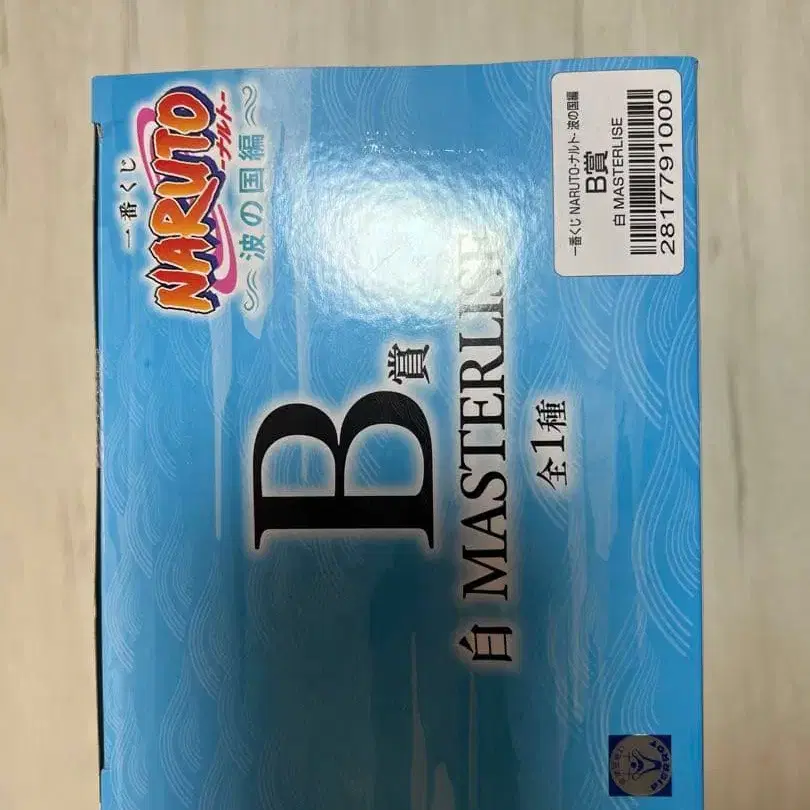 一番くじ
NARUTO
-ナルト-
～波の国編～
B賞
白 MASTERLISE
全1種
一番くじ NARUTO-ナルト- 波の国編
B賞
白 MASTERLISE
2817791000